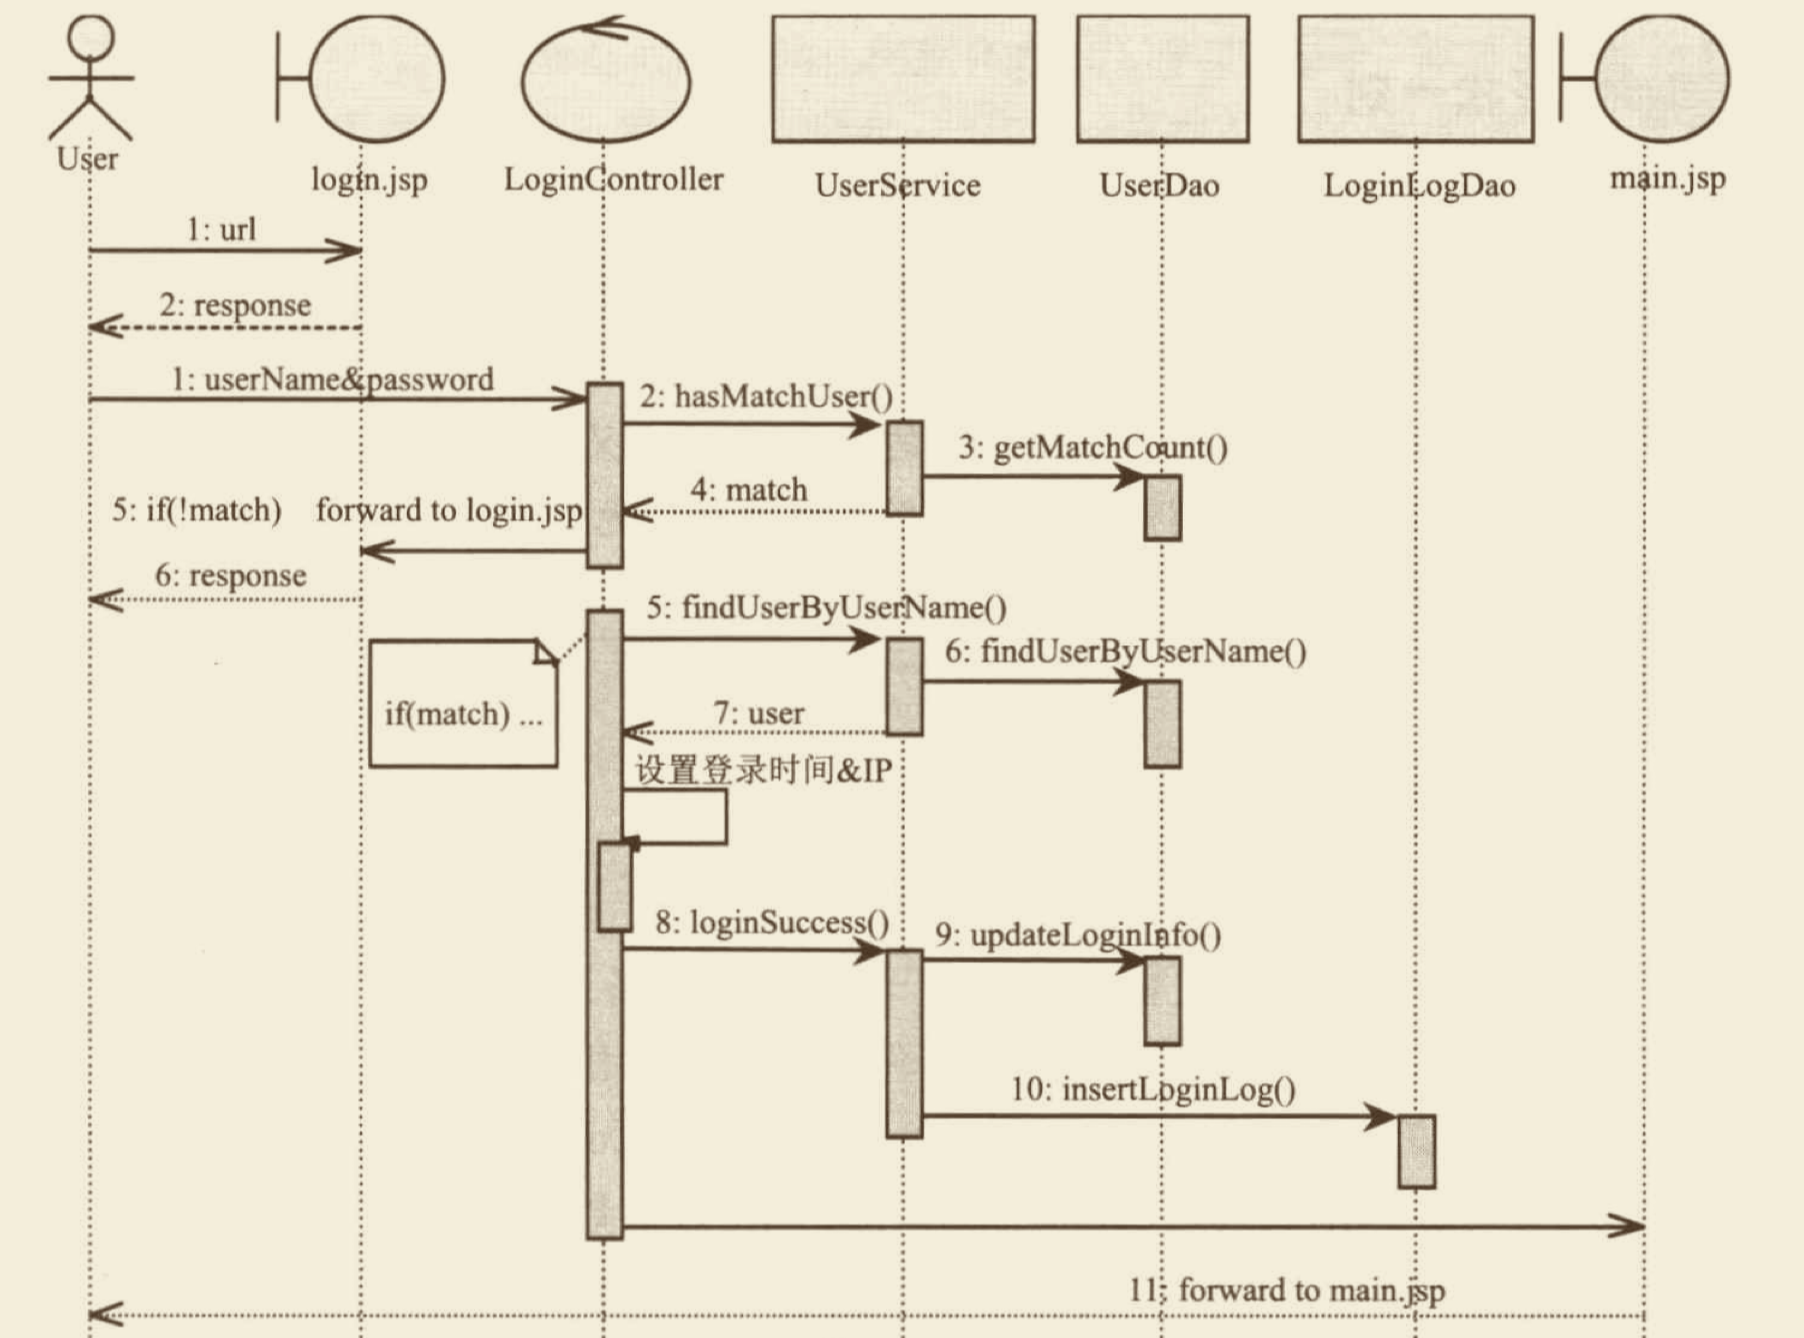 User
login.jsp
LoginController
UserService
UserDao
LoginLogDao
main.jsp
1: url
2: response
1: userName&password
2: hasMatchUser()
3: getMatchCount()
4: match
5: if(!match) forward to login.jsp
6: response
5: findUserByUserName()
6: findUserByUserName()
if(match) ...
7: user
设置登录时间&IP
8: loginSuccess()
9: updateLoginInfo()
10: insertLoginLog()
11: forward to main.jsp